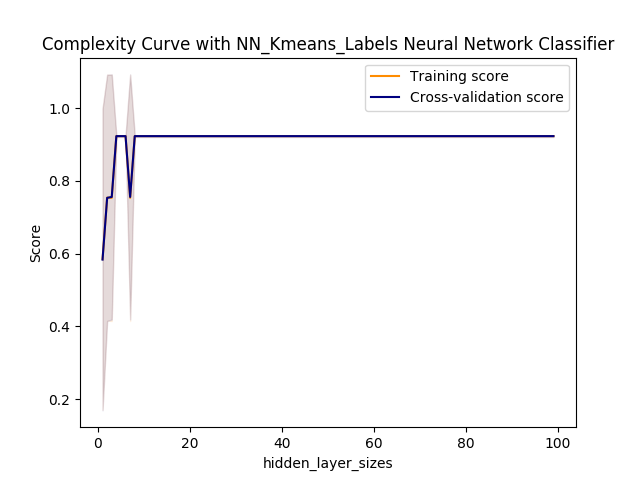 Complexity Curve with NN_Kmeans_Labels Neural Network Classifier
Training score
Cross-validation score
1.0
0.8
0.6
0.4
0.2
Score
0 20 40 60 80 100
hidden_layer_sizes